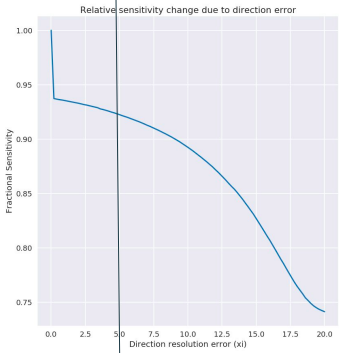 Relative sensitivity change due to direction error
1.00
0.95
0.90
0.85
0.80
0.75
Fractional Sensitivity
0.0 2.5 5.0 7.5 10.0 12.5 15.0 17.5 20.0
Direction resolution error (xi)